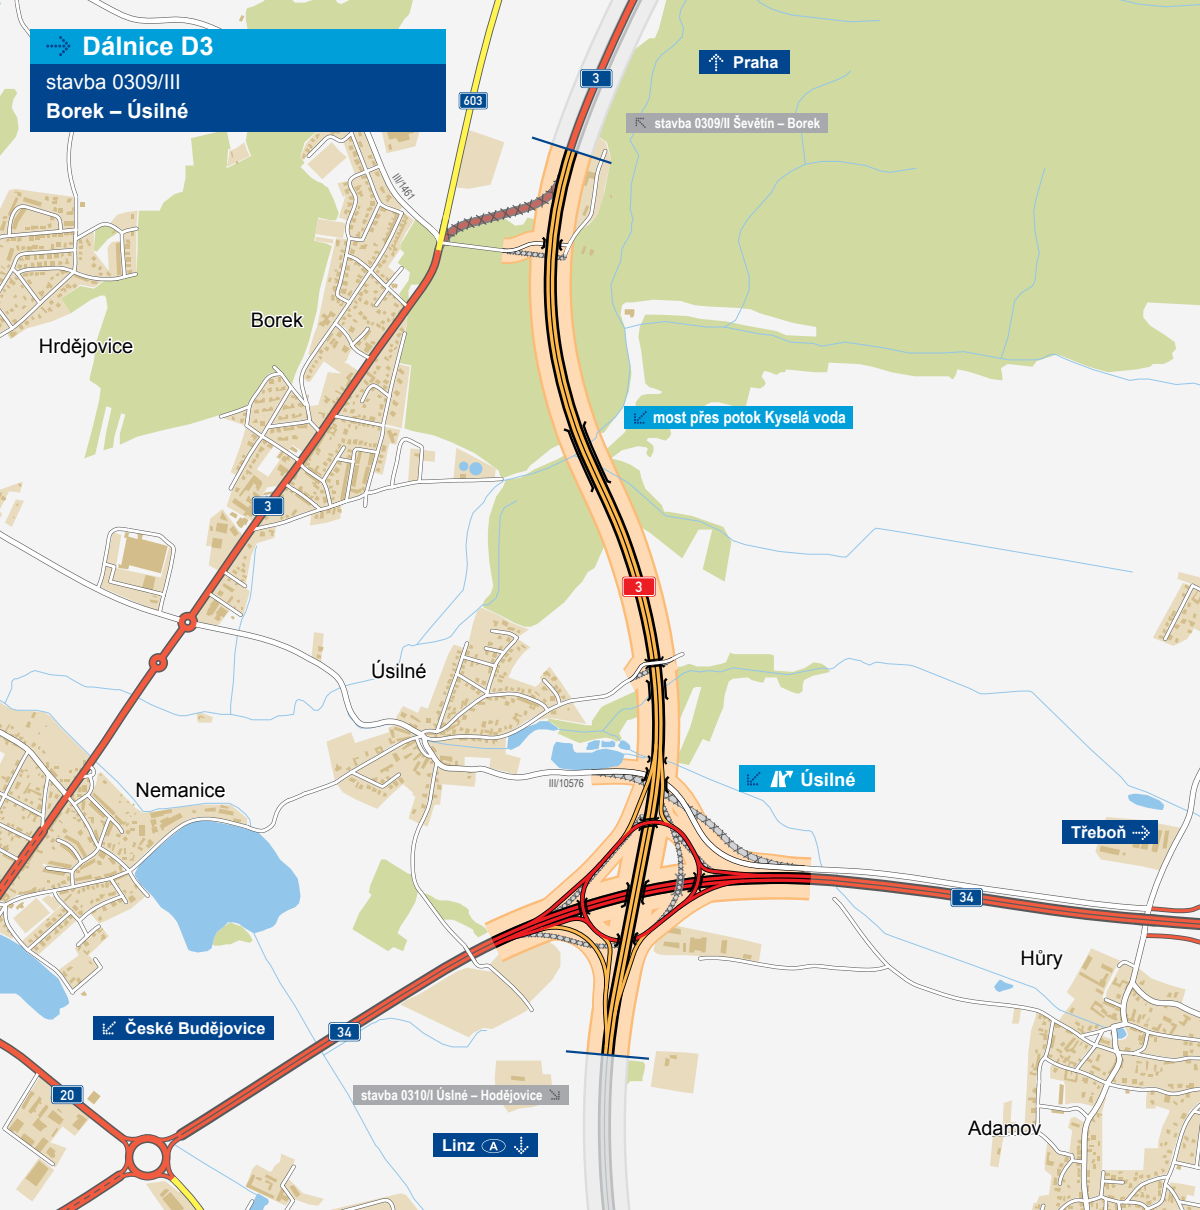 Dálnice D3
stavba 0309/III
Borek – Úsilné
3
Praha
603
stavba 0309/II Ševětín – Borek
III/1461
Borek
Hrdějovice
most přes potok Kyselá voda
3
3
Úsilné
Úsilné
III/10576
Nemanice
Třeboň
34
Hůry
České Budějovice
34
20
stavba 0310/I Úslné – Hodějovice
Adamov
Linz A